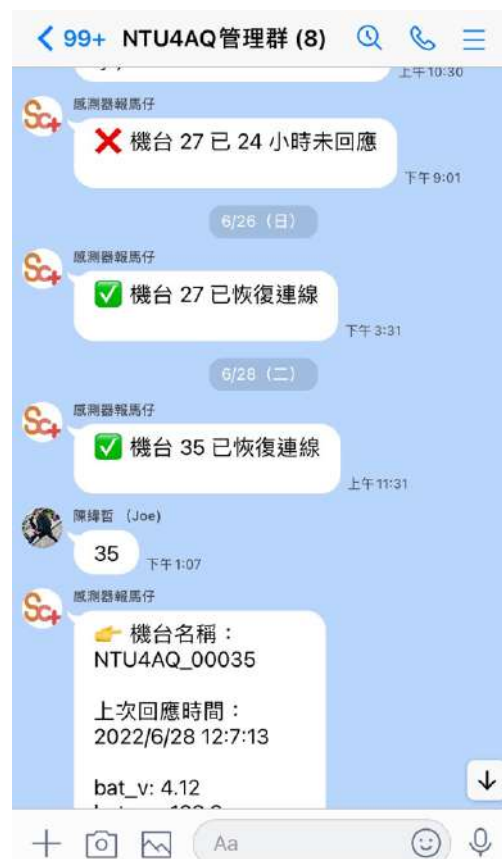 99+ NTU4AQ管理群 (8)
上午10:30
感測器報馬仔
❌ 機台 27 已 24 小時未回應
下午 9:01
6/26（日）
感測器報馬仔
✅ 機台 27 已恢復連線
下午 3:31
6/28（二）
感測器報馬仔
✅ 機台 35 已恢復連線
上午 11:31
陳緯哲 （Joe）
35
下午 1:07
感測器報馬仔
👉 機台名稱：
NTU4AQ_00035
上次回應時間：
2022/6/28 12:7:13
bat_v: 4.12
Aa